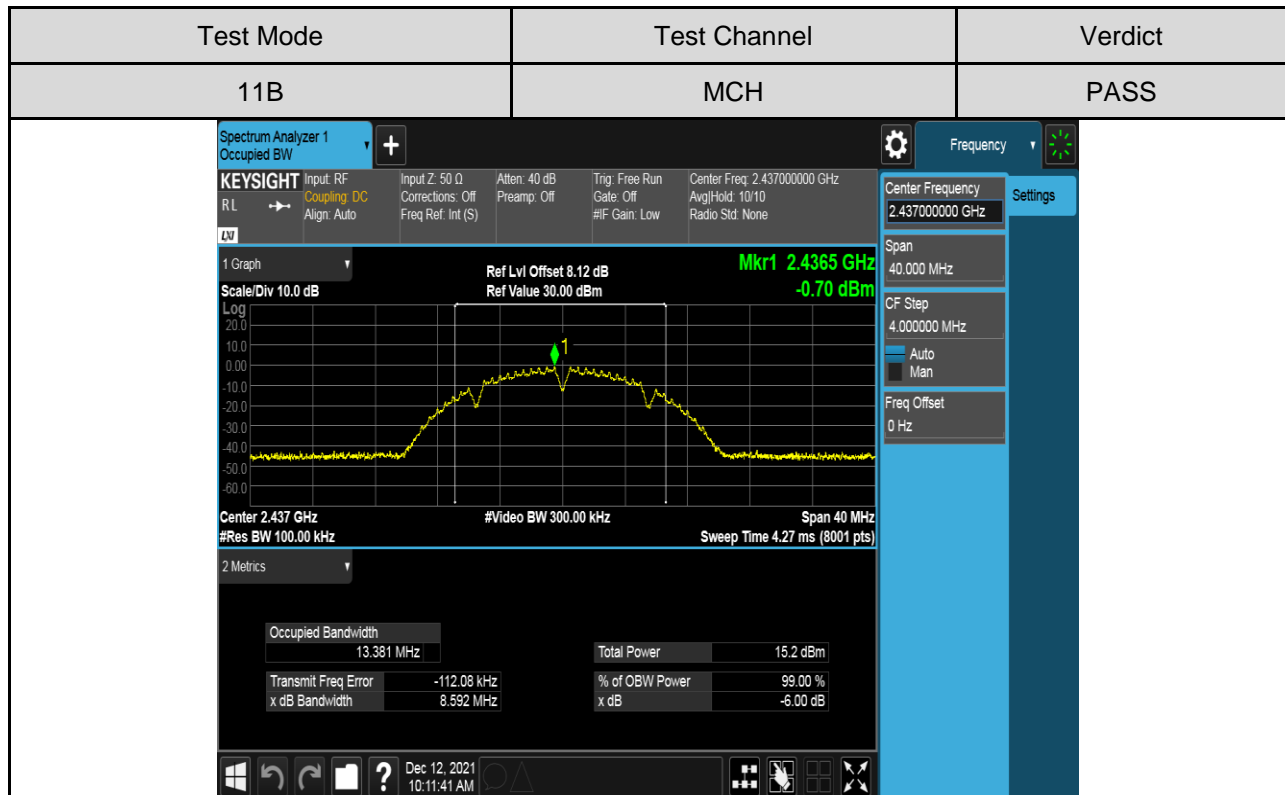 Test Mode Test Channel Verdict
11B MCH PASS
Spectrum Analyzer 1
Occupied BW
+
Frequency
KEYSIGHT
R L
LXI
Input: RF
Coupling: DC
Align: Auto
Input Z: 50 Ω
Corrections: Off
Freq Ref: Int (S)
Atten: 40 dB
Preamp: Off
Trig: Free Run
Gate: Off
#IF Gain: Low
Center Freq: 2.437000000 GHz
Avg|Hold: 10/10
Radio Std: None
Center Frequency
2.437000000 GHz
Settings
Span
40.000 MHz
CF Step
4.000000 MHz
Auto
Man
Freq Offset
0 Hz
1 Graph
Scale/Div 10.0 dB
Ref Lvl Offset 8.12 dB
Ref Value 30.00 dBm
Mkr1 2.4365 GHz
-0.70 dBm
Log
20.0
10.0
0.00
-10.0
-20.0
-30.0
-40.0
-50.0
-60.0
1
Center 2.437 GHz #Video BW 300.00 kHz Span 40 MHz
#Res BW 100.00 kHz Sweep Time 4.27 ms (8001 pts)
2 Metrics
Occupied Bandwidth
13.381 MHz
Total Power 15.2 dBm
Transmit Freq Error -112.08 kHz % of OBW Power 99.00 %
x dB Bandwidth 8.592 MHz x dB -6.00 dB
?
Dec 12, 2021
10:11:41 AM